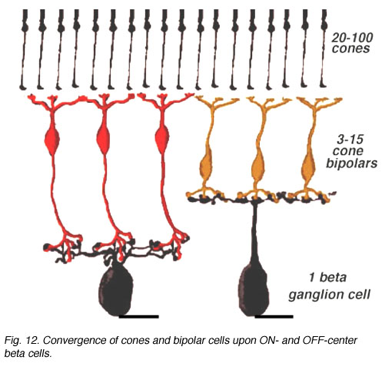 20-100
cones
3-15
cone
bipolars
1 beta
ganglion cell
Fig. 12. Convergence of cones and bipolar cells upon ON- and OFF-center
beta cells.